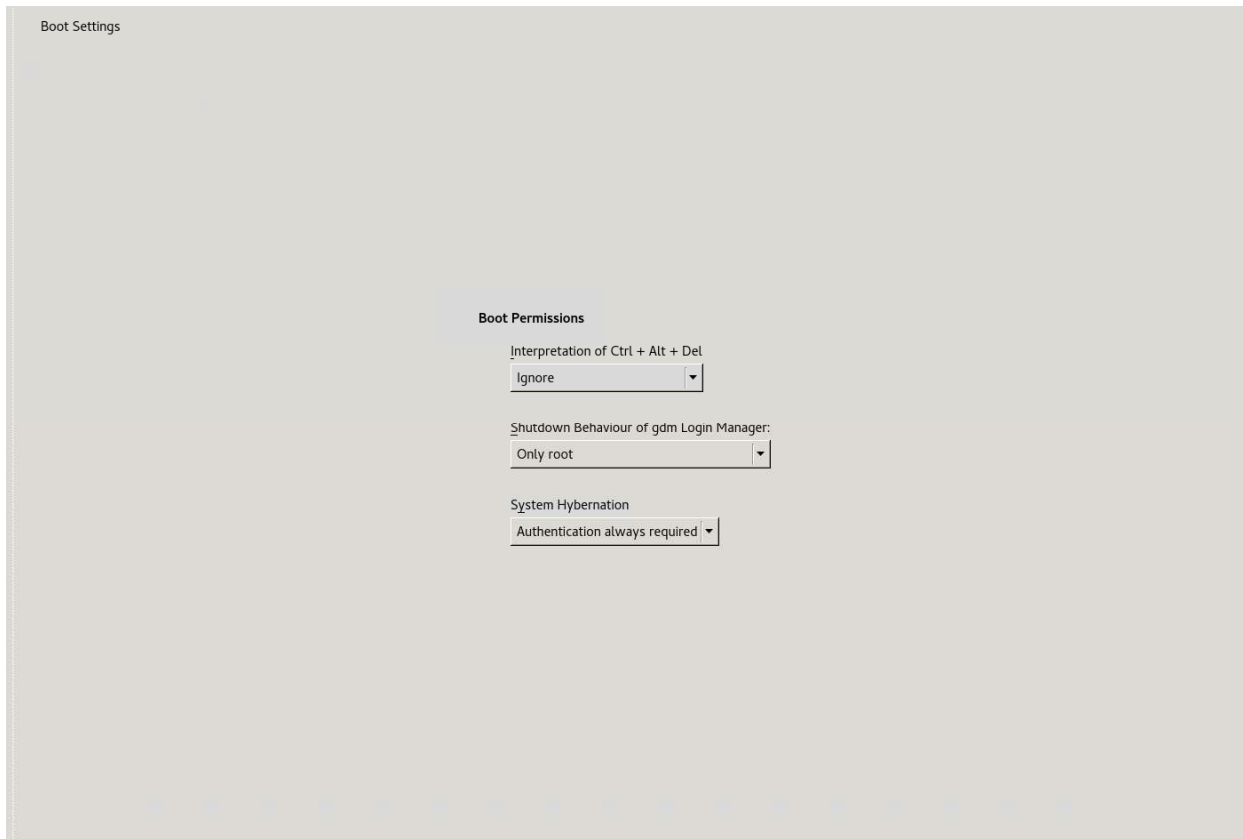 Boot Settings
Boot Permissions
Interpretation of Ctrl + Alt + Del
Ignore
Shutdown Behaviour of gdm Login Manager:
Only root
System Hybernation
Authentication always required